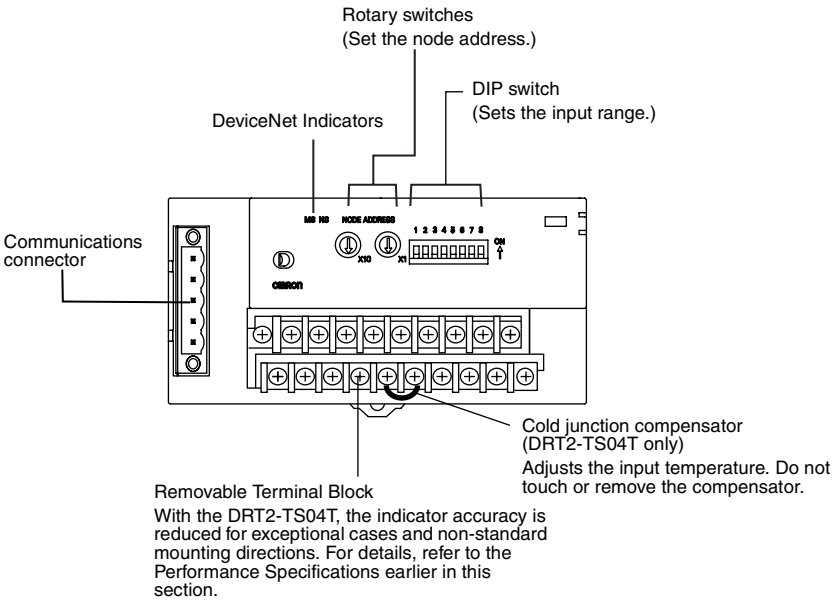 Rotary switches
(Set the node address.)
DIP switch
(Sets the input range.)
DeviceNet Indicators
MS NS
NODE ADDRESS
1 2 3 4 5 6 7 8
ON
X10
X1
OMRON
Communications
connector
Cold junction compensator
(DRT2-TS04T only)
Adjusts the input temperature. Do not
touch or remove the compensator.
Removable Terminal Block
With the DRT2-TS04T, the indicator accuracy is
reduced for exceptional cases and non-standard
mounting directions. For details, refer to the
Performance Specifications earlier in this
section.